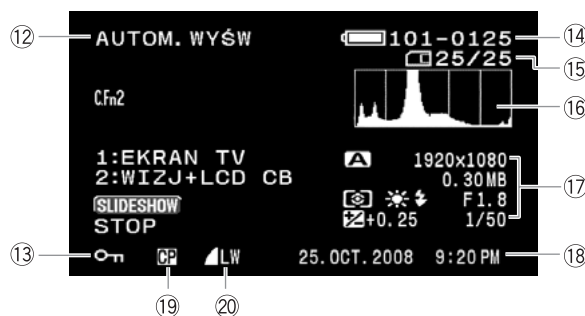 ⑫ AUTOM. WYŚW 101-0125 ⑭
25/25 ⑮
C.Fn2 ⑯
1:EKRAN TV A 1920x1080
2:WIZJ+LCD CB 0.30MB ⑰
SLIDESHOW F1.8
STOP +0.25 1/50
⑬ CP LW 25.OCT.2008 9:20PM ⑱
⑲ ⑳